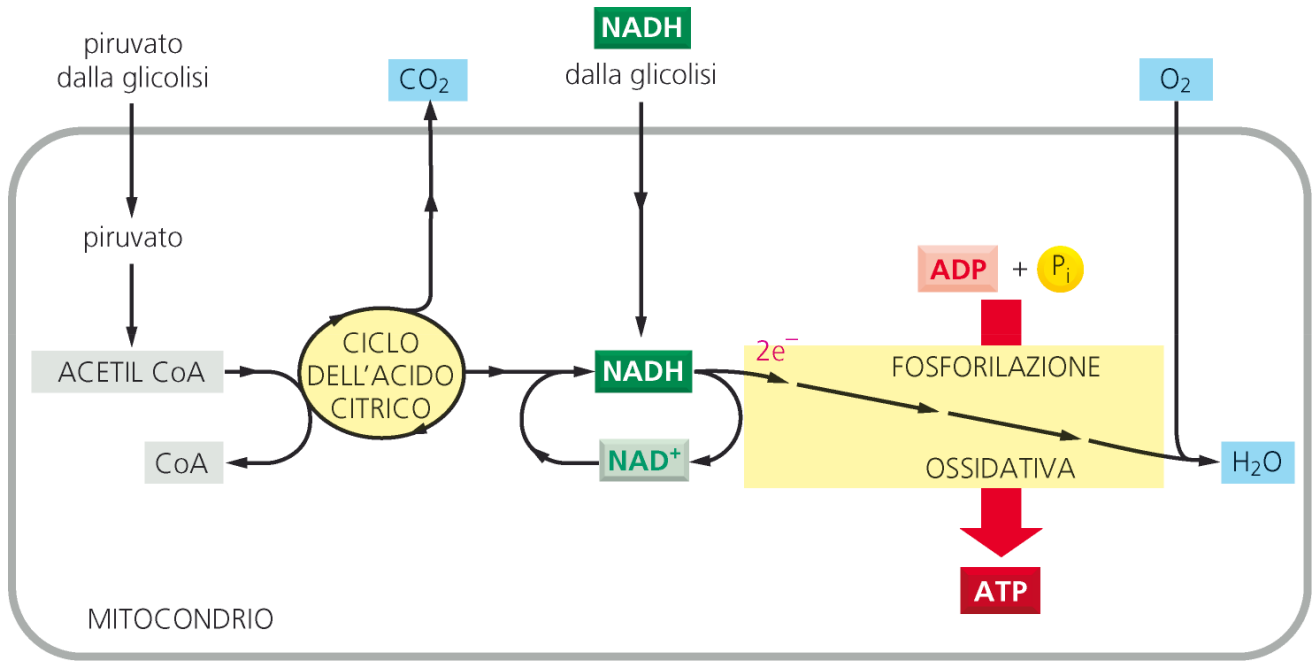 piruvato
dalla glicolisi
CO₂
NADH
dalla glicolisi
O₂
piruvato
ADP + Pᵢ
ACETIL CoA
CICLO
DELL'ACIDO
CITRICO
NADH
2e⁻
FOSFORILAZIONE
CoA
NAD⁺
OSSIDATIVA
H₂O
ATP
MITOCONDRIO